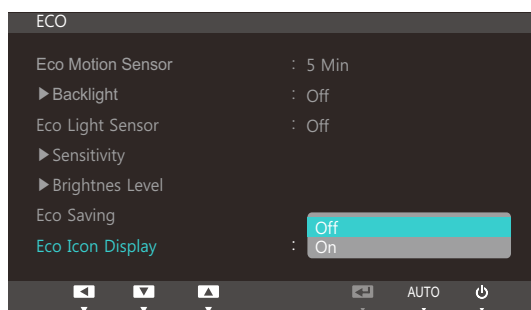 ECO
Eco Motion Sensor : 5 Min
▶Backlight : Off
Eco Light Sensor : Off
▶Sensitivity
▶Brightnes Level
Eco Saving
Off
Eco Icon Display : On
AUTO